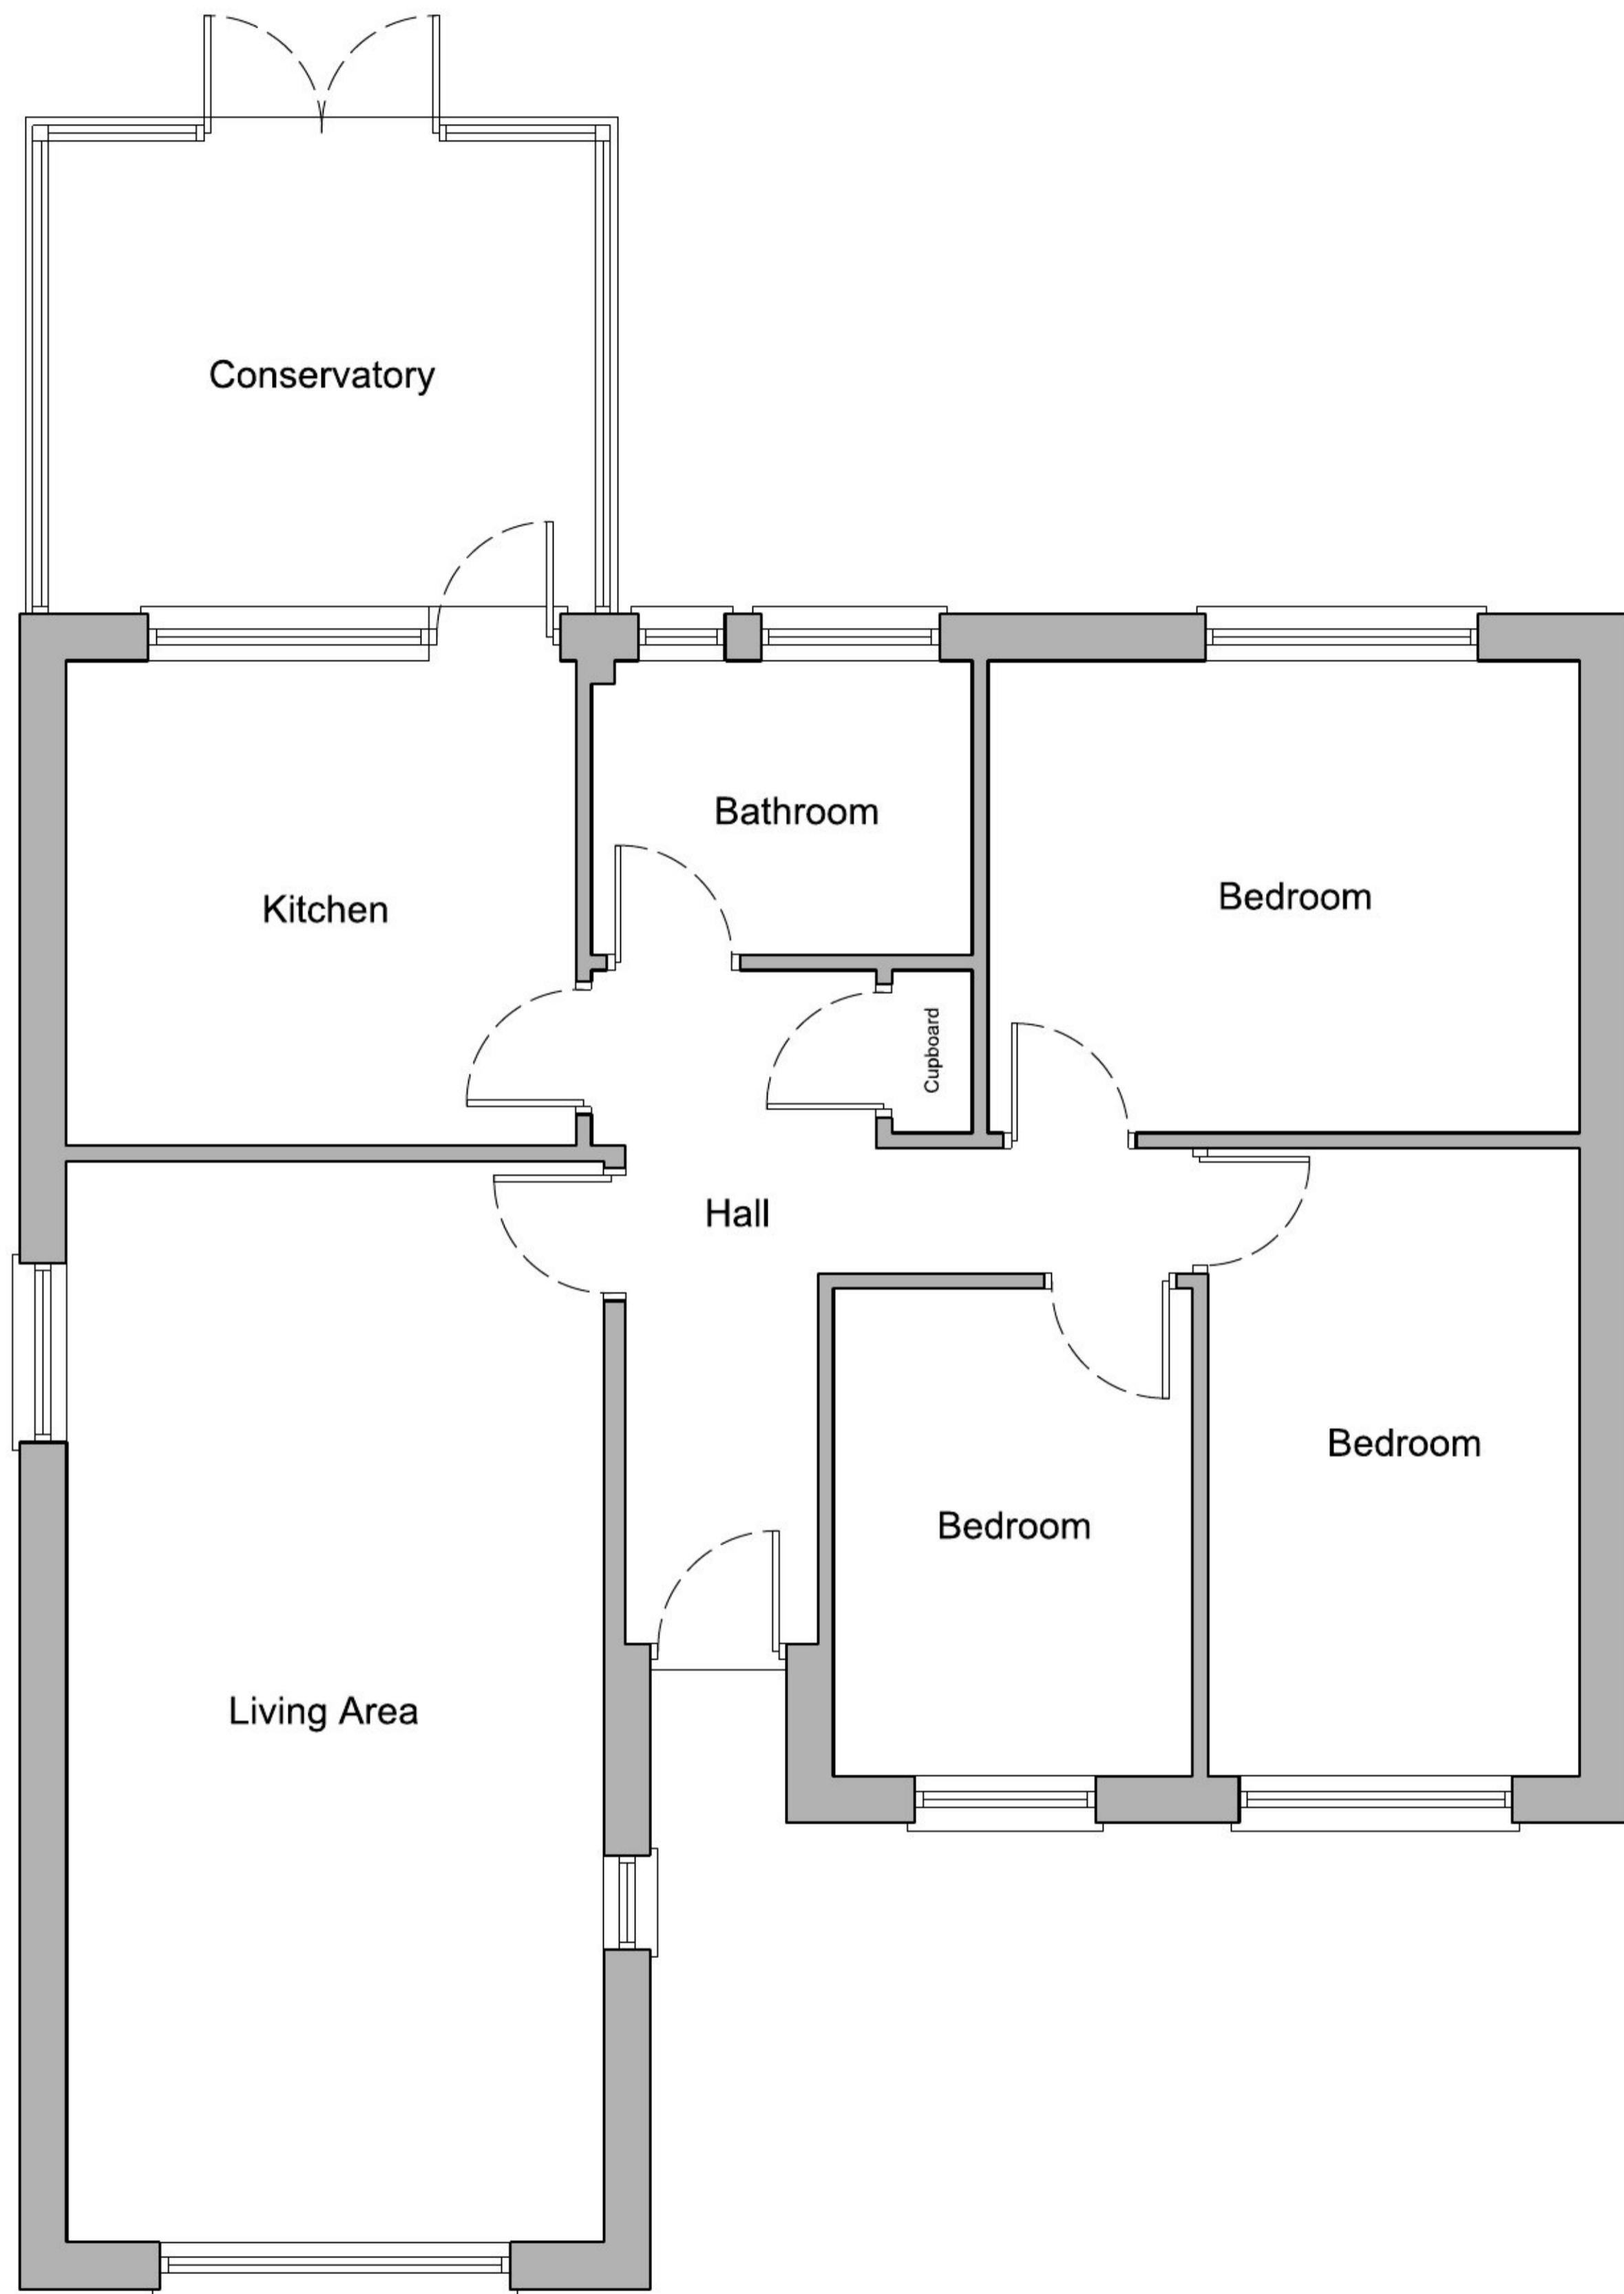 Conservatory
Bathroom
Kitchen
Bedroom
Cupboard
Hall
Bedroom
Bedroom
Living Area